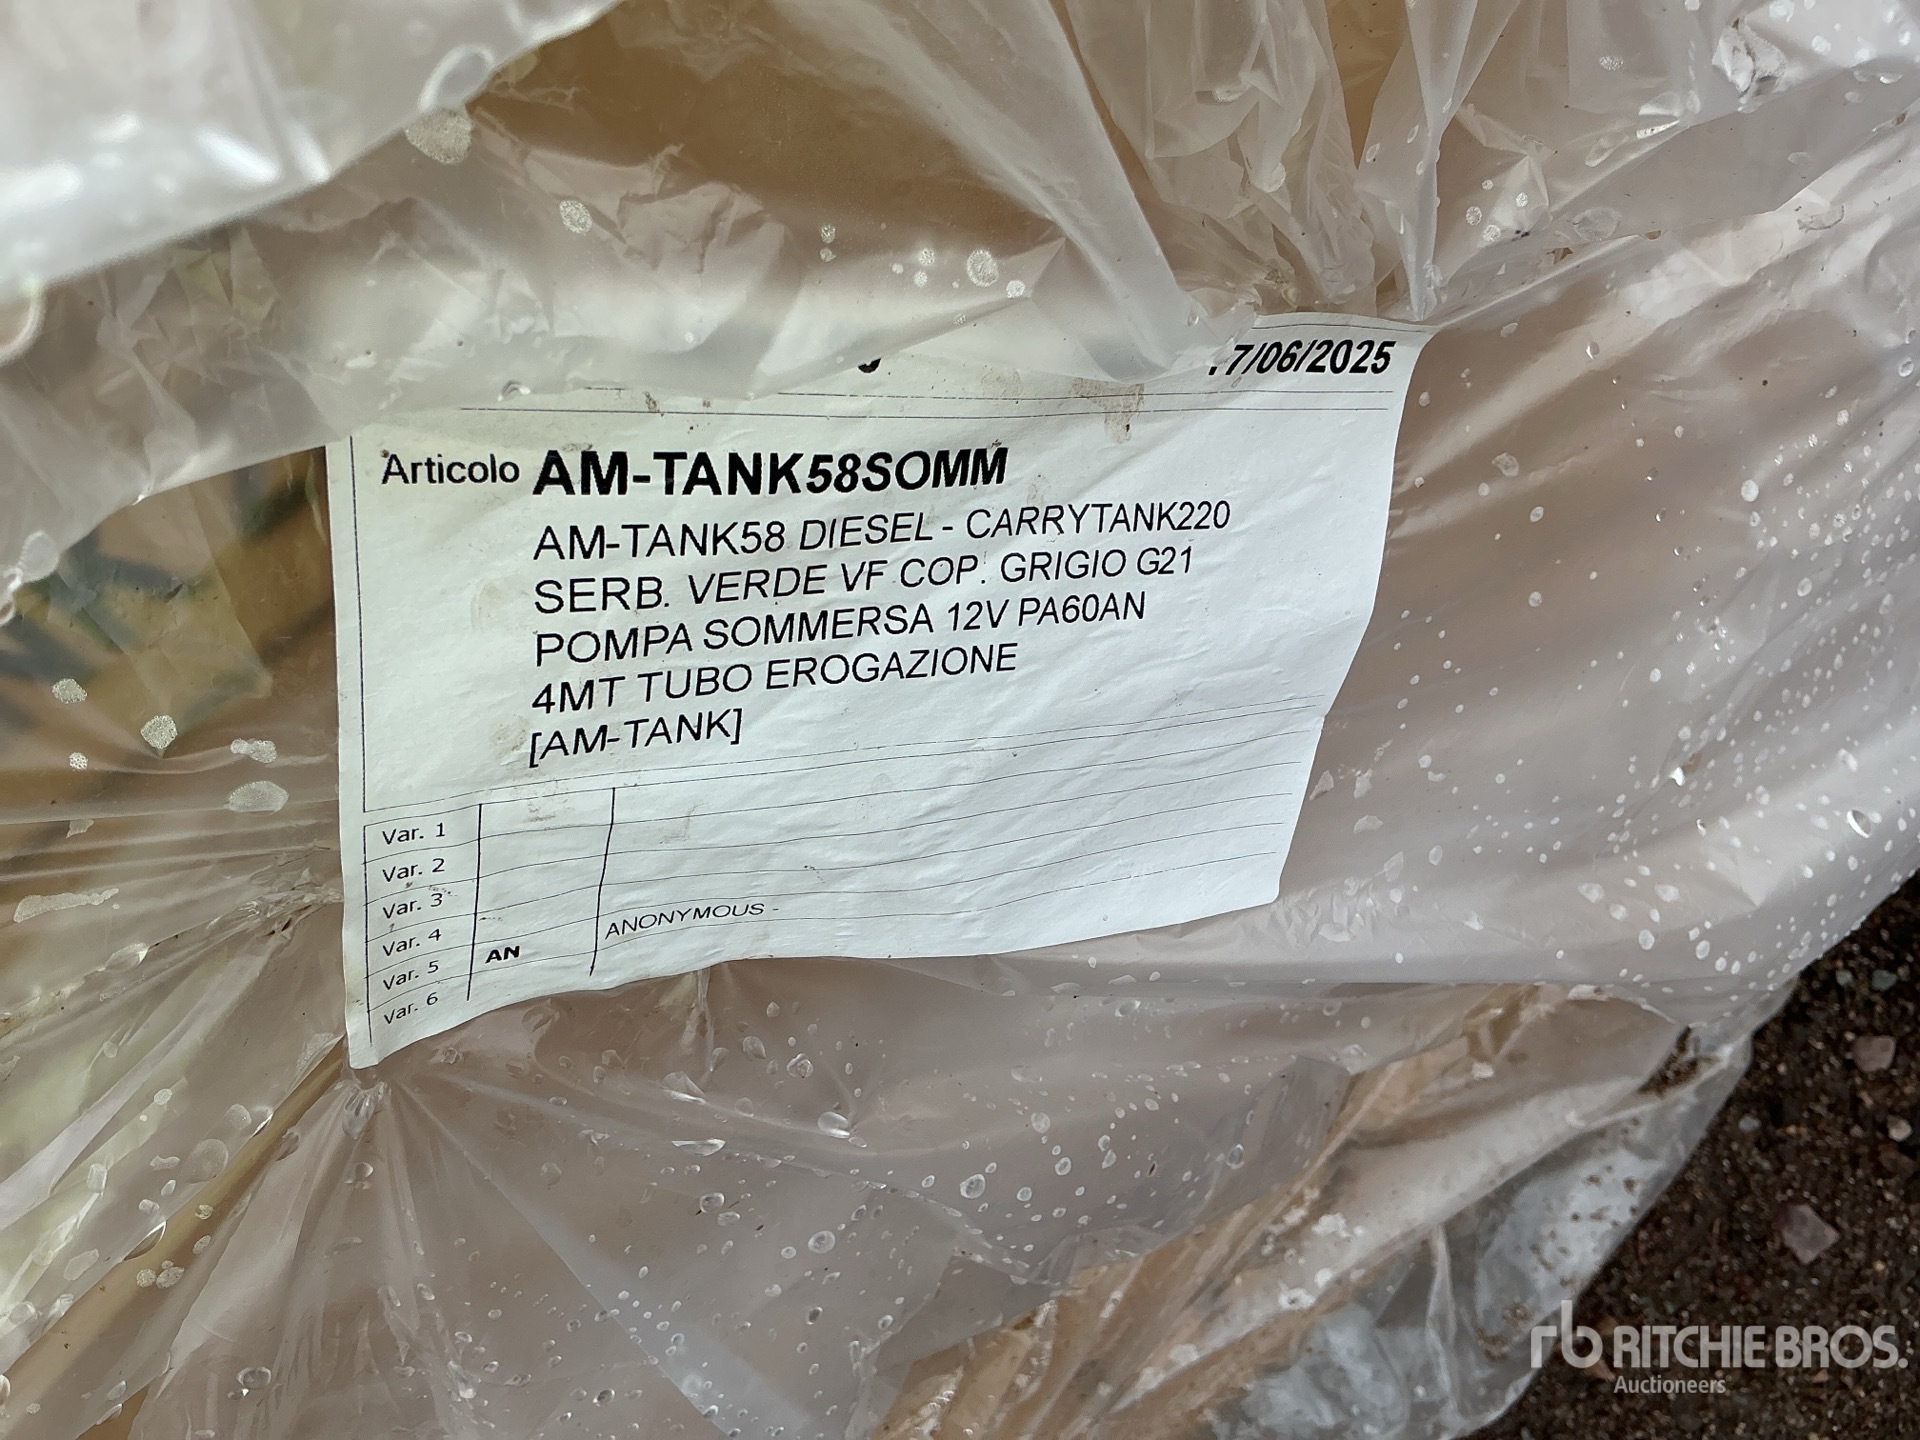 7/06/2025
Articolo AM-TANK58SOMM
AM-TANK58 DIESEL - CARRYTANK220
SERB. VERDE VF COP. GRIGIO G21
POMPA SOMMERSA 12V PA60AN
4MT TUBO EROGAZIONE
[AM-TANK]
Var. 1
Var. 2
Var. 3
Var. 4
Var. 5 AN ANONYMOUS -
Var. 6
rb RITCHIE BROS.
Auctioneers